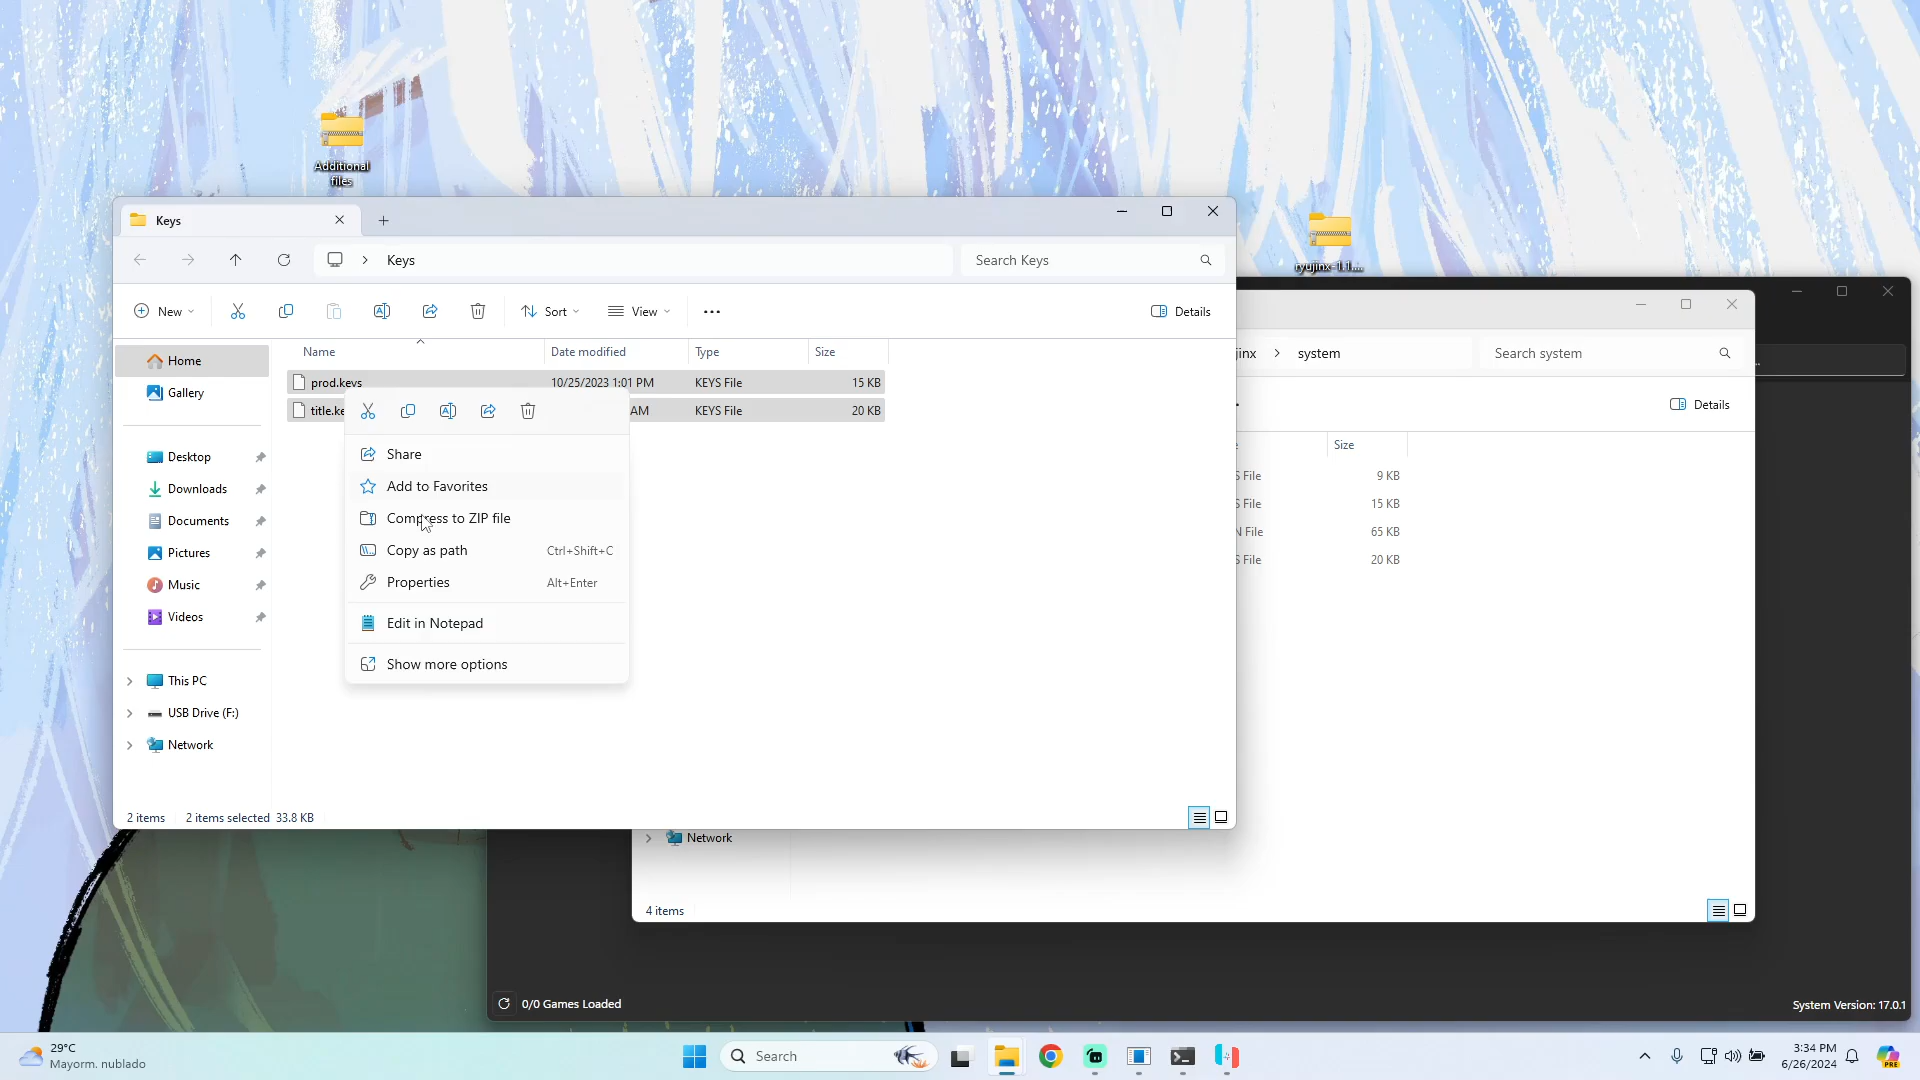 Additional
files
ryujinx-1.1....
Keys
Keys
Search Keys
New
Sort
View
Details
Name
Date modified
Type
Size
prod.keys
10/25/2023 1:01 PM
KEYS File
15 KB
title.ke
AM
KEYS File
20 KB
Home
Gallery
Desktop
Downloads
Documents
Pictures
Music
Videos
This PC
USB Drive (F:)
Network
Share
Add to Favorites
Compress to ZIP file
Copy as path
Ctrl+Shift+C
Properties
Alt+Enter
Edit in Notepad
Show more options
2 items
2 items selected 33.8 KB
jinx
system
Search system
Details
Size
S File
9 KB
S File
15 KB
N File
65 KB
S File
20 KB
Network
4 items
0/0 Games Loaded
System Version: 17.0.1
29°C
Mayorm. nublado
Search
3:34 PM
6/26/2024
PRE